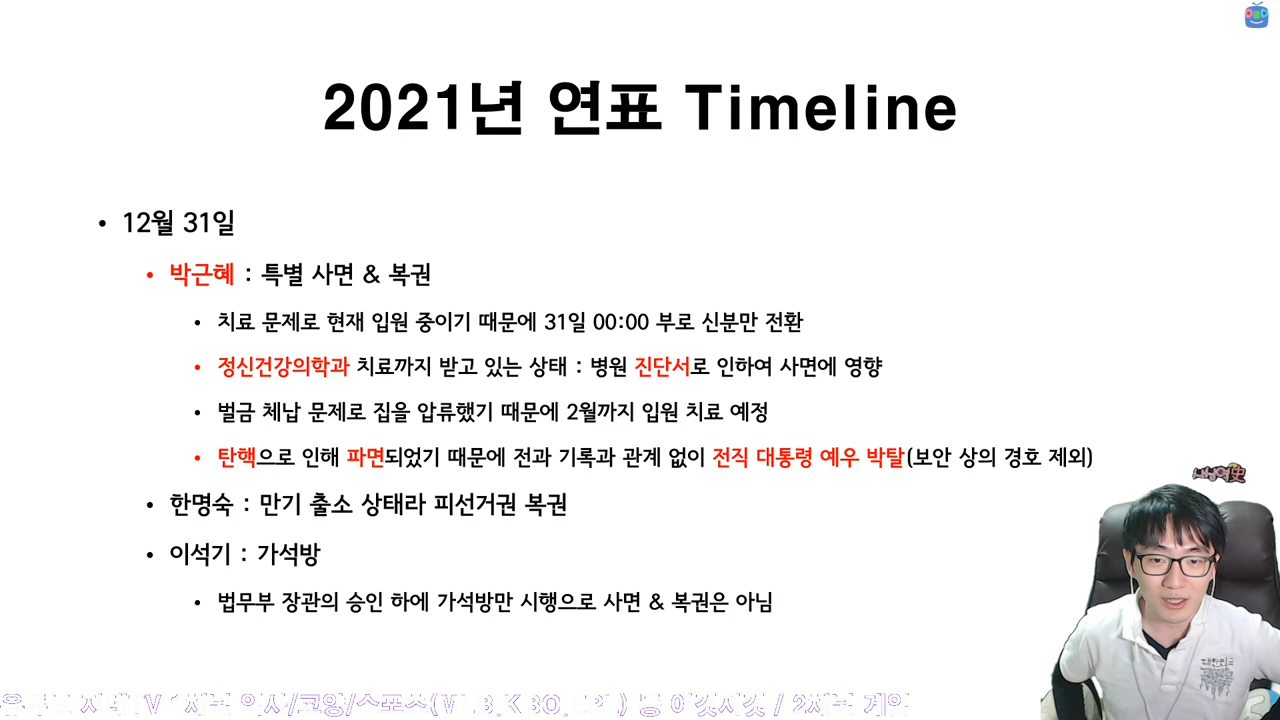 2021년 연표 Timeline
• 12월 31일
• 박근혜 : 특별 사면 & 복권
• 치료 문제로 현재 입원 중이기 때문에 31일 00:00 부로 신분만 전환
• 정신건강의학과 치료까지 받고 있는 상태 : 병원 진단서로 인하여 사면에 영향
• 벌금 체납 문제로 집을 압류했기 때문에 2월까지 입원 치료 예정
• 탄핵으로 인해 파면되었기 때문에 전과 기록과 관계 없이 전직 대통령 예우 박탈(보안 상의 경호 제외)
• 한명숙 : 만기 출소 상태라 피선거권 복권
• 이석기 : 가석방
• 법무부 장관의 승인 하에 가석방만 시행으로 사면 & 복권은 아님
대한민국